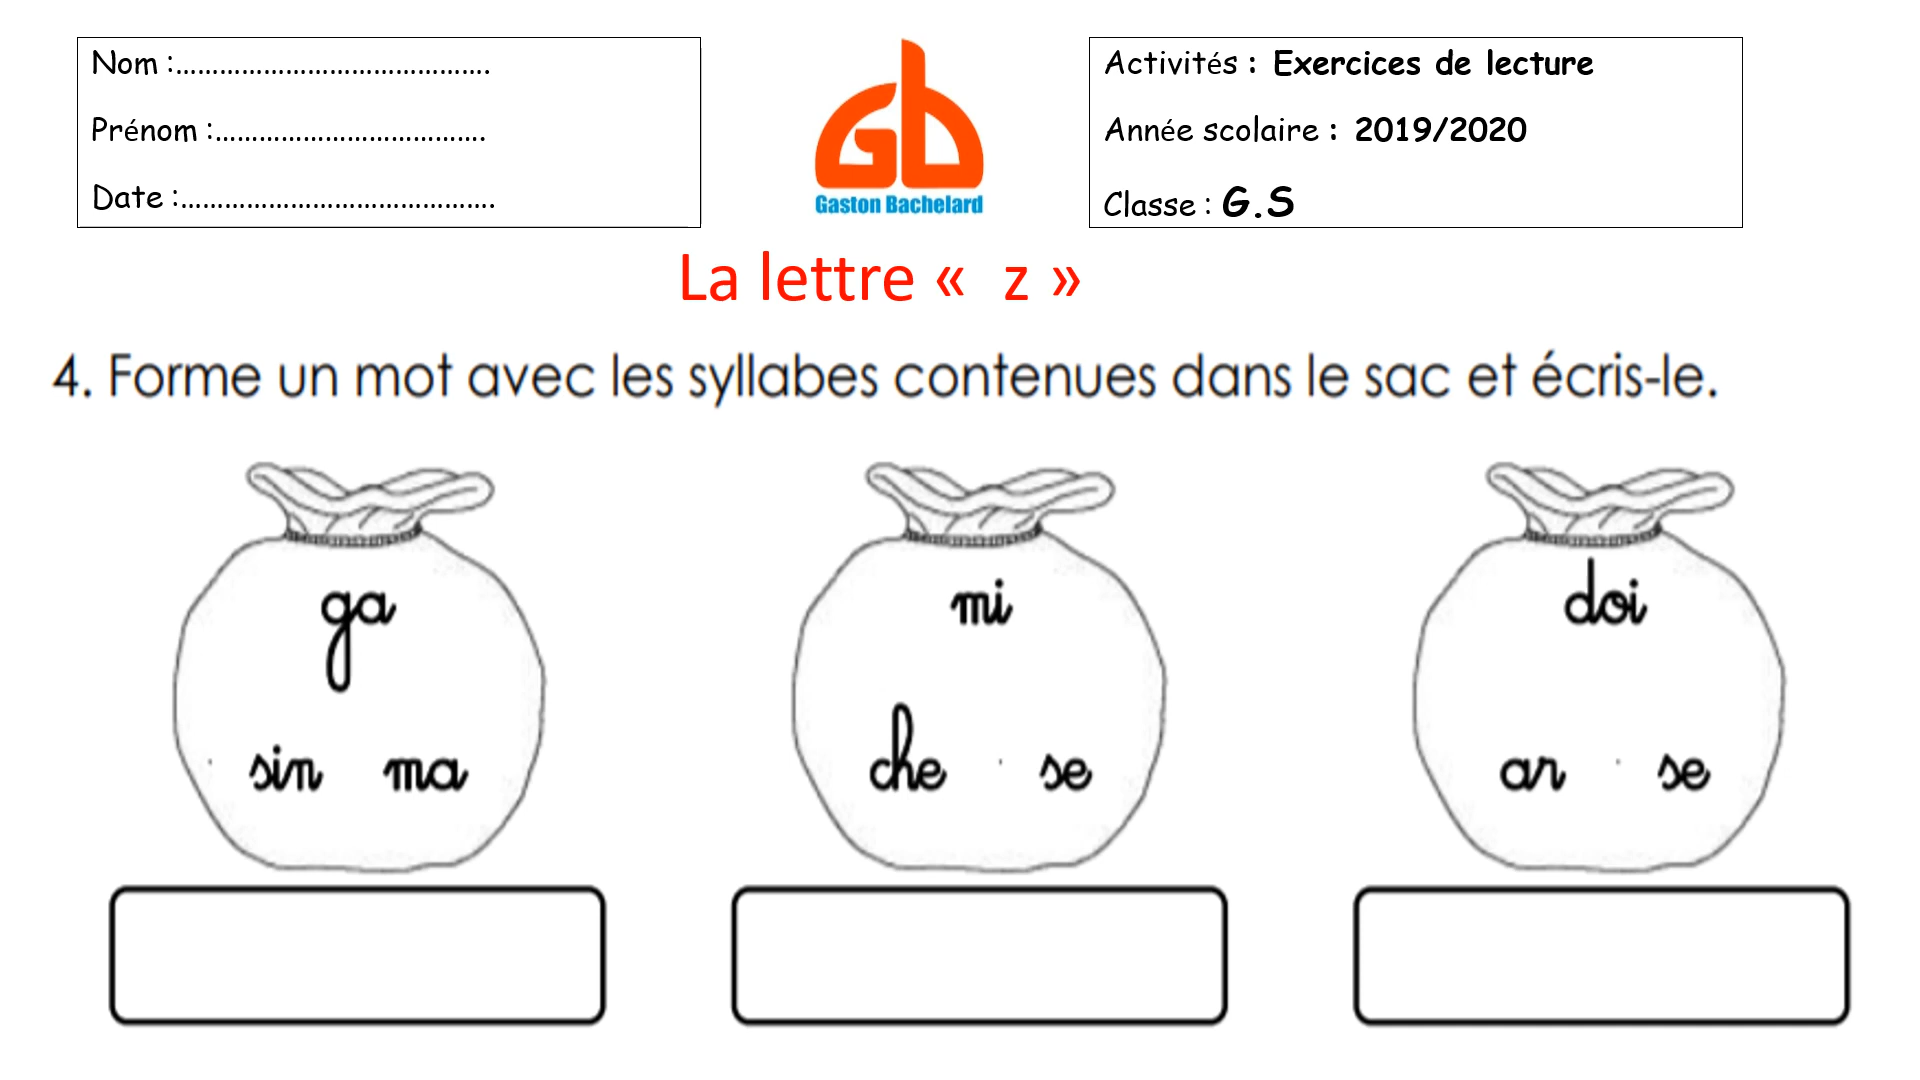 Nom :.............................................
Prénom :.......................................
Date :.............................................
Gb
Gaston Bachelard
Activités : Exercices de lecture
Année scolaire : 2019/2020
Classe : G.S
La lettre «  z »
4. Forme un mot avec les syllabes contenues dans le sac et écris-le.
ga
sin ma
mi
che se
doi
ar se